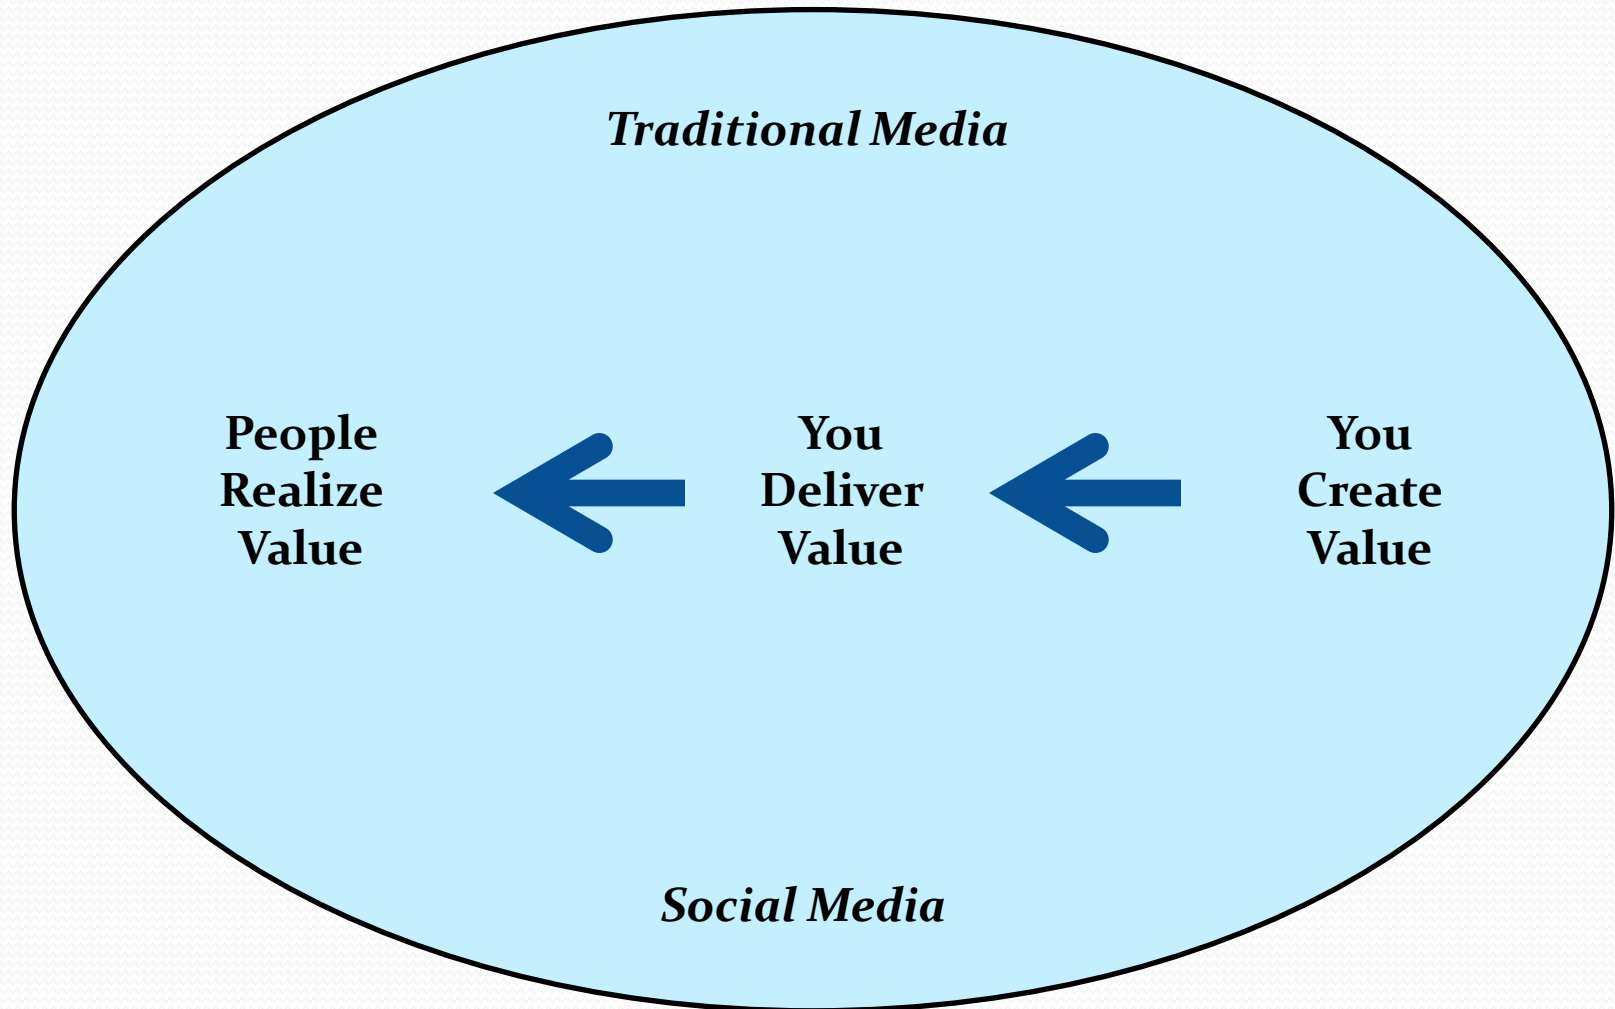 Traditional Media
People
Realize
Value
You
Deliver
Value
You
Create
Value
Social Media